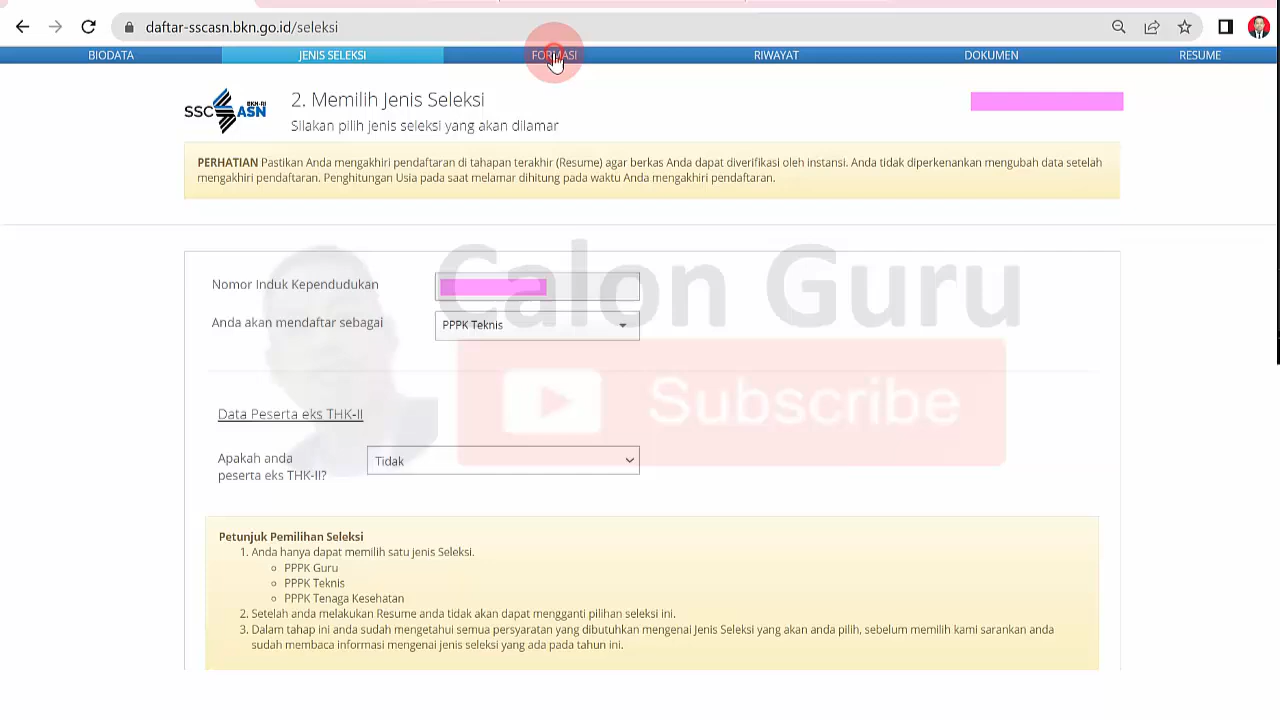 daftar-sscasn.bkn.go.id/seleksi
BIODATA JENIS SELEKSI FORMASI RIWAYAT DOKUMEN RESUME
SSC ASN BKN-RI
2. Memilih Jenis Seleksi
Silakan pilih jenis seleksi yang akan dilamar
PERHATIAN Pastikan Anda mengakhiri pendaftaran di tahapan terakhir (Resume) agar berkas Anda dapat diverifikasi oleh instansi. Anda tidak diperkenankan mengubah data setelah
mengakhiri pendaftaran. Penghitungan Usia pada saat melamar dihitung pada waktu Anda mengakhiri pendaftaran.
Calon Guru
Nomor Induk Kependudukan
Anda akan mendaftar sebagai PPPK Teknis
Subscribe
Data Peserta eks THK-II
Apakah anda
peserta eks THK-II? Tidak
Petunjuk Pemilihan Seleksi
1. Anda hanya dapat memilih satu jenis Seleksi.
PPPK Guru
PPPK Teknis
PPPK Tenaga Kesehatan
2. Setelah anda melakukan Resume anda tidak akan dapat mengganti pilihan seleksi ini.
3. Dalam tahap ini anda sudah mengetahui semua persyaratan yang dibutuhkan mengenai Jenis Seleksi yang akan anda pilih, sebelum memilih kami sarankan anda
sudah membaca informasi mengenai jenis seleksi yang ada pada tahun ini.